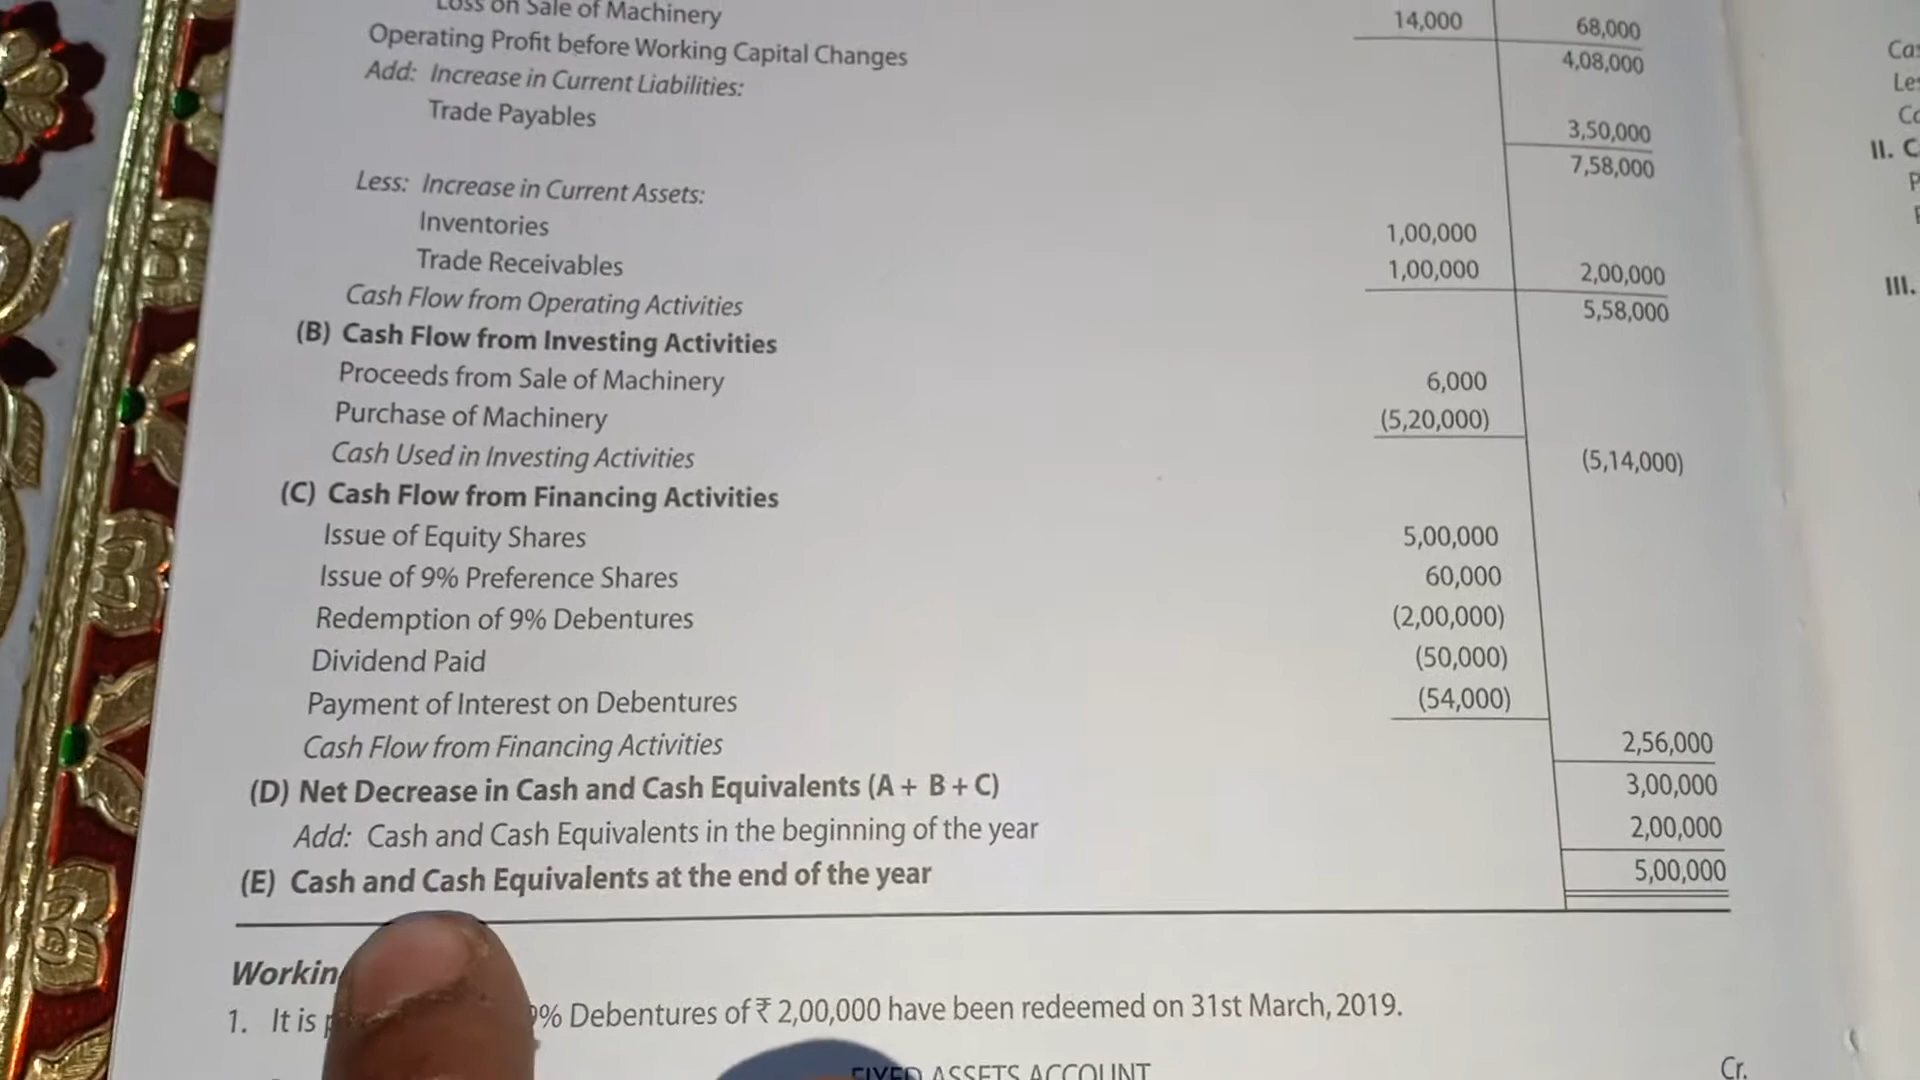 Loss on Sale of Machinery 14,000 68,000
Operating Profit before Working Capital Changes 4,08,000
Add: Increase in Current Liabilities:
Trade Payables 3,50,000
7,58,000
Less: Increase in Current Assets:
Inventories 1,00,000
Trade Receivables 1,00,000 2,00,000
Cash Flow from Operating Activities 5,58,000
(B) Cash Flow from Investing Activities
Proceeds from Sale of Machinery 6,000
Purchase of Machinery (5,20,000)
Cash Used in Investing Activities (5,14,000)
(C) Cash Flow from Financing Activities
Issue of Equity Shares 5,00,000
Issue of 9% Preference Shares 60,000
Redemption of 9% Debentures (2,00,000)
Dividend Paid (50,000)
Payment of Interest on Debentures (54,000)
Cash Flow from Financing Activities 2,56,000
(D) Net Decrease in Cash and Cash Equivalents (A + B + C) 3,00,000
Add: Cash and Cash Equivalents in the beginning of the year 2,00,000
(E) Cash and Cash Equivalents at the end of the year 5,00,000
1. It is 9% Debentures of ₹ 2,00,000 have been redeemed on 31st March, 2019.
FIXED ASSETS ACCOUNT Cr.
II.
III.